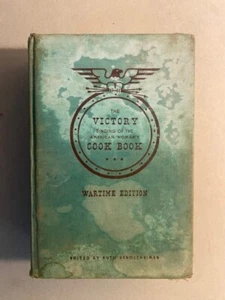 THE
VICTORY
BINDING OF THE
AMERICAN WOMAN'S
COOK BOOK
WARTIME EDITION
EDITED BY RUTH BEROLZHEIMER